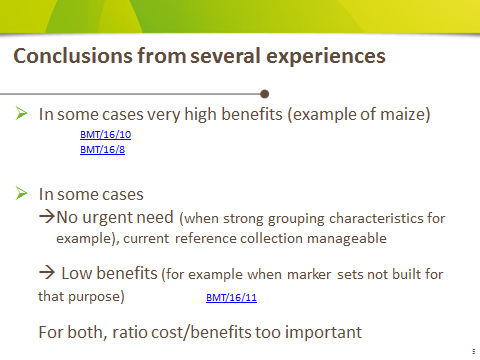 Conclusions from several experiences
➢ In some cases very high benefits (example of maize)
BMT/16/10
BMT/16/8
➢ In some cases
→No urgent need (when strong grouping characteristics for
example), current reference collection manageable
→ Low benefits (for example when marker sets not built for
that purpose) BMT/16/11
For both, ratio cost/benefits too important